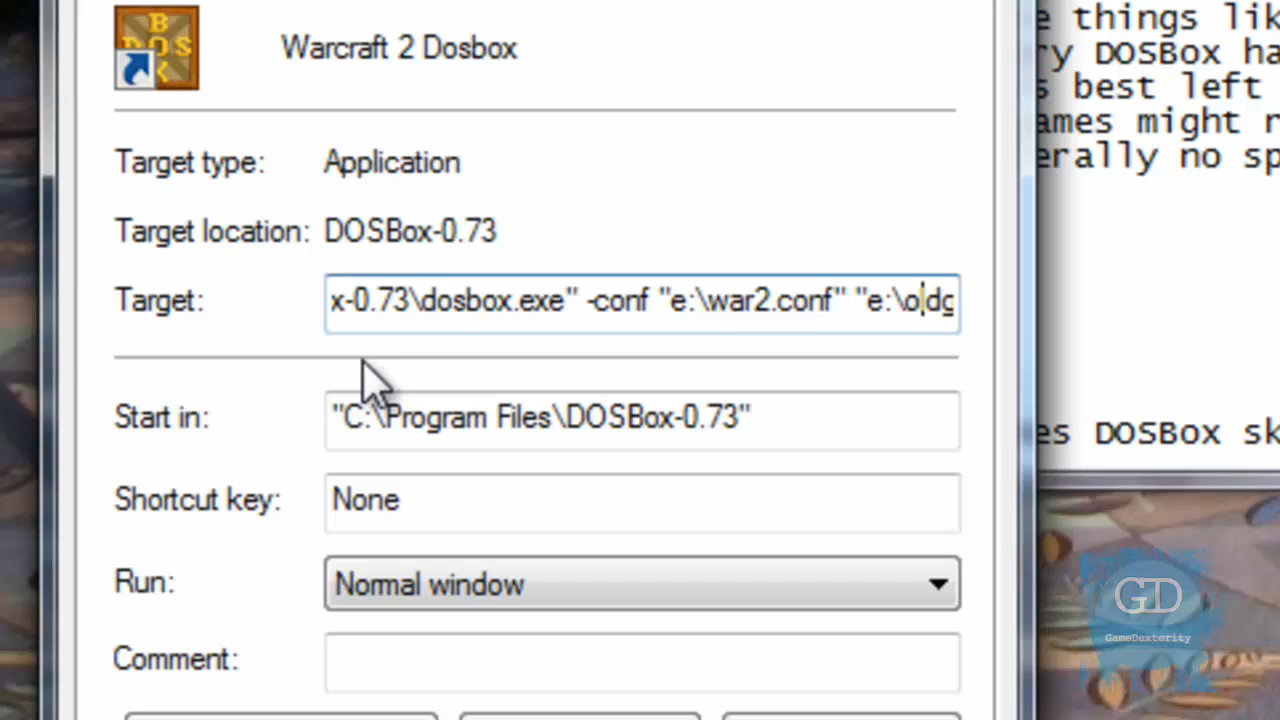 Warcraft 2 Dosbox
Target type: Application
Target location: DOSBox-0.73
Target: x-0.73\dosbox.exe" -conf "e:\war2.conf" "e:\oldg
Start in: "C:\Program Files\DOSBox-0.73"
Shortcut key: None
Run: Normal window
Comment:
e things lik
ry DOSBox ha
s best left
ames might n
erally no sp
es DOSBox sk
GD
GameDexterity